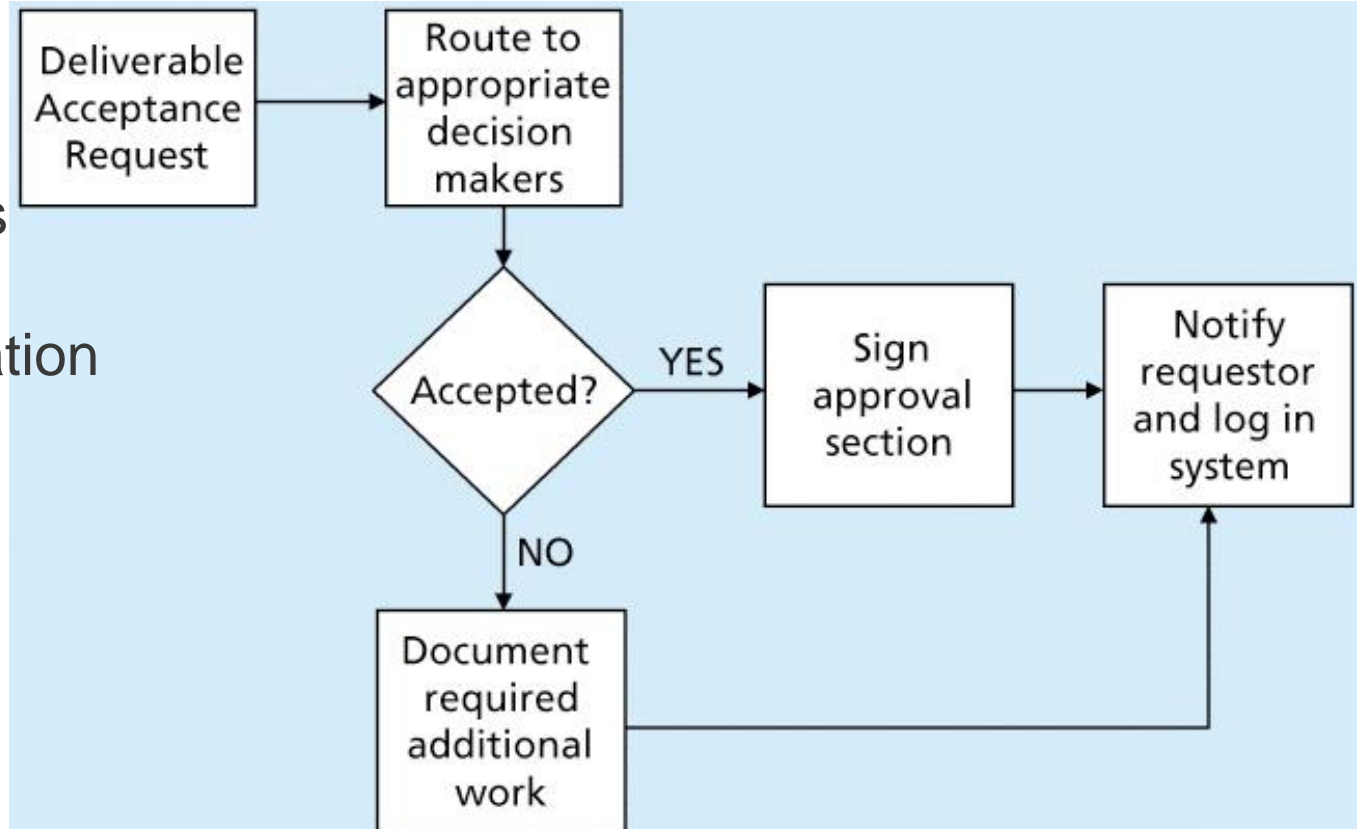 Deliverable
Acceptance
Request
Route to
appropriate
decision
makers
Accepted?
YES
Sign
approval
section
Notify
requestor
and log in
system
NO
Document
required
additional
work